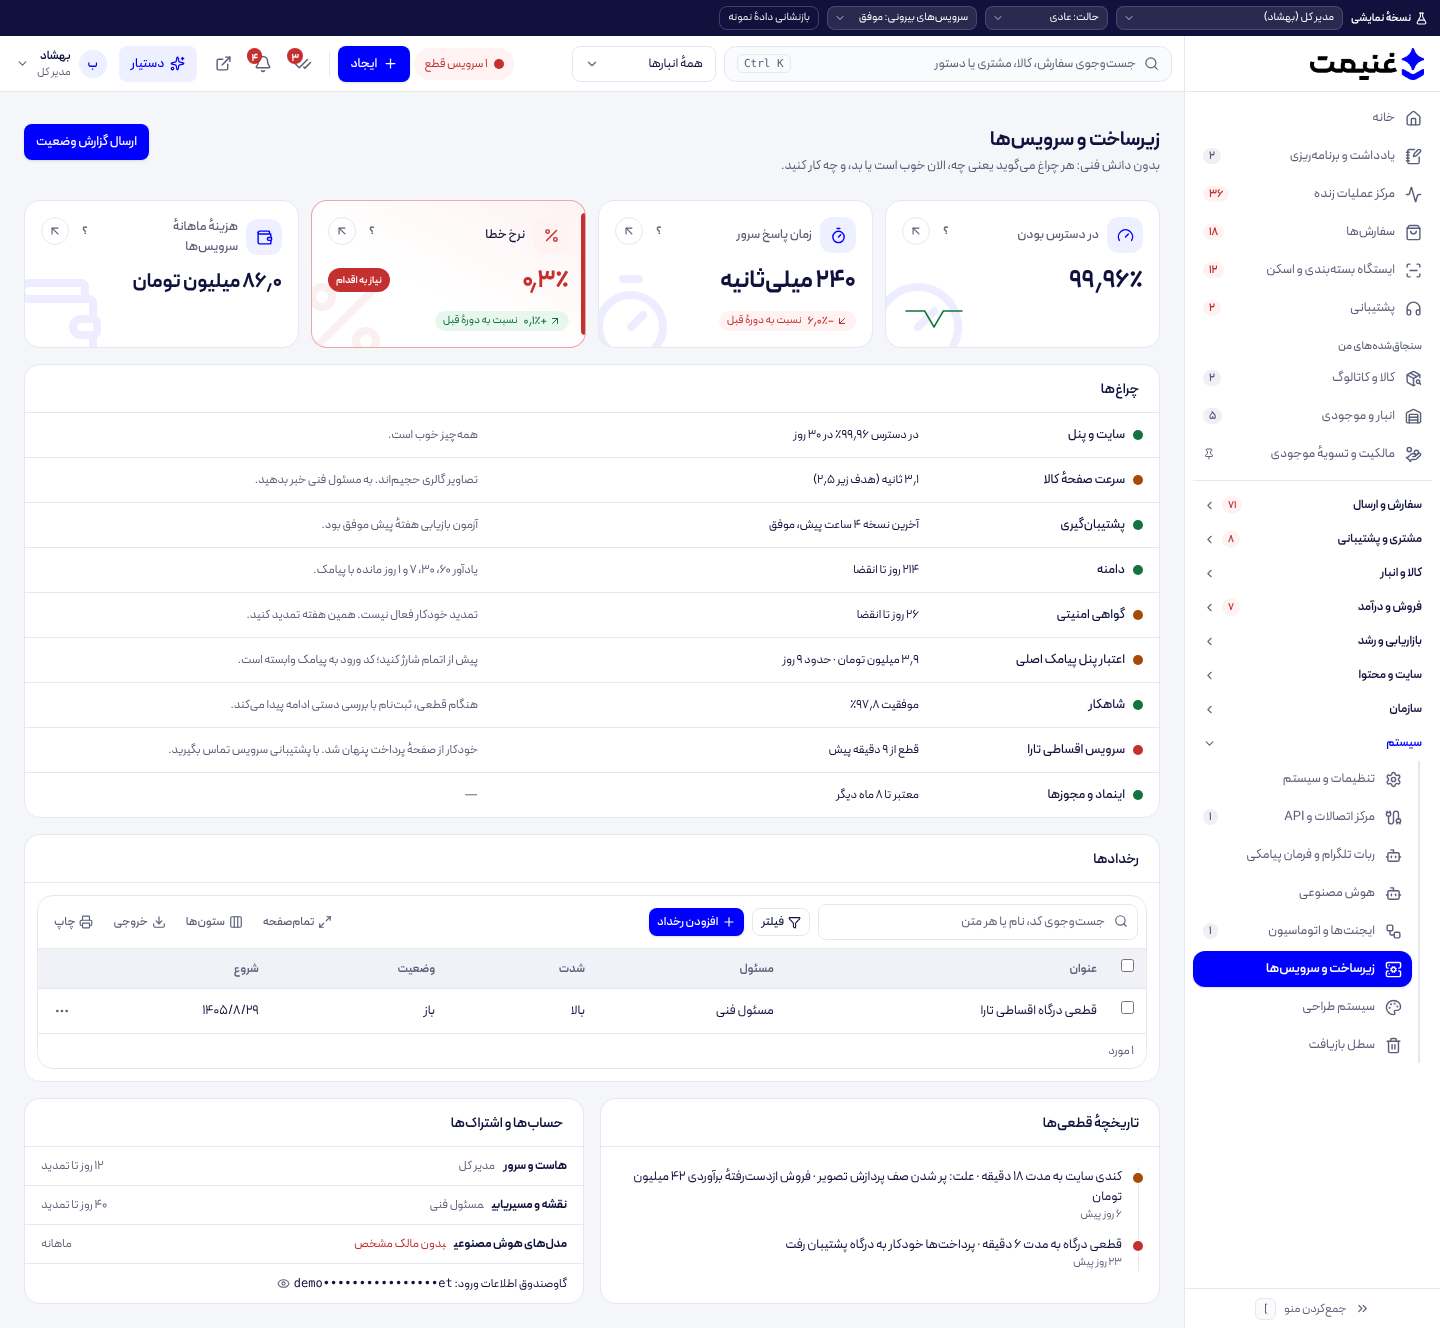 نسخهٔ نمایشی
مدیر کل (بهشاد)
حالت: عادی
سرویس‌های بیرونی: موفق
بازنشانی دادهٔ نمونه
غنیمت
جست‌وجوی سفارش، کالا، مشتری یا دستور
Ctrl K
همهٔ انبارها
۱ سرویس قطع
ایجاد
۳
۴
دستیار
ب
بهشاد
مدیر کل
خانه
یادداشت و برنامه‌ریزی ۲
مرکز عملیات زنده ۳۶
سفارش‌ها ۱۸
ایستگاه بسته‌بندی و اسکن ۱۲
پشتیبانی ۲
سنجاق‌شده‌های من
کالا و کاتالوگ ۲
انبار و موجودی ۵
مالکیت و تسویهٔ موجودی
سفارش و ارسال ۷۱
مشتری و پشتیبانی ۸
کالا و انبار
فروش و درآمد ۷
بازاریابی و رشد
سایت و محتوا
سازمان
سیستم
تنظیمات و سیستم
مرکز اتصالات و API ۱
ربات تلگرام و فرمان پیامکی
هوش مصنوعی
ایجنت‌ها و اتوماسیون ۱
زیرساخت و سرویس‌ها
سیستم طراحی
سطل بازیافت
جمع‌کردن منو [
زیرساخت و سرویس‌ها
بدون دانش فنی: هر چراغ می‌گوید یعنی چه، الان خوب است یا بد، و چه کار کنید.
ارسال گزارش وضعیت
در دسترس بودن ؟
۹۹٫۹۶٪
زمان پاسخ سرور ؟
۲۴۰ میلی‌ثانیه
−۶٫۰٪ نسبت به دورهٔ قبل
نرخ خطا ؟
۰٫۳٪
نیاز به اقدام
+۰٫۱٪ نسبت به دورهٔ قبل
هزینهٔ ماهانهٔ
سرویس‌ها
؟
۸۶٫۰ میلیون تومان
چراغ‌ها
سایت و پنل در دسترس ۹۹٫۹۶٪ در ۳۰ روز همه‌چیز خوب است.
سرعت صفحهٔ کالا ۳٫۱ ثانیه (هدف زیر ۲٫۵) تصاویر گالری حجیم‌اند. به مسئول فنی خبر بدهید.
پشتیبان‌گیری آخرین نسخه ۴ ساعت پیش، موفق آزمون بازیابی هفتهٔ پیش موفق بود.
دامنه ۲۱۴ روز تا انقضا یادآور ۶۰، ۳۰، ۷ و ۱ روز مانده با پیامک.
گواهی امنیتی ۲۶ روز تا انقضا تمدید خودکار فعال نیست. همین هفته تمدید کنید.
اعتبار پنل پیامک اصلی ۳٫۹ میلیون تومان · حدود ۹ روز پیش از اتمام شارژ کنید؛ کد ورود به پیامک وابسته است.
شاهکار موفقیت ۹۷٫۸٪ هنگام قطعی، ثبت‌نام با بررسی دستی ادامه پیدا می‌کند.
سرویس اقساطی تارا قطع از ۹ دقیقه پیش خودکار از صفحهٔ پرداخت پنهان شد. با پشتیبانی سرویس تماس بگیرید.
اینماد و مجوزها معتبر تا ۸ ماه دیگر —
رخدادها
جست‌وجوی کد، نام یا هر متن
فیلتر
افزودن رخداد
تمام‌صفحه
ستون‌ها
خروجی
چاپ
عنوان مسئول شدت وضعیت شروع
قطعی درگاه اقساطی تارا مسئول فنی بالا باز ۱۴۰۵/۸/۲۹
۱ مورد
تاریخچهٔ قطعی‌ها
کندی سایت به مدت ۱۸ دقیقه · علت: پر شدن صف پردازش تصویر · فروش ازدست‌رفتهٔ برآوردی ۴۲ میلیون
تومان
۶ روز پیش
قطعی درگاه به مدت ۶ دقیقه · پرداخت‌ها خودکار به درگاه پشتیبان رفت
۲۳ روز پیش
حساب‌ها و اشتراک‌ها
هاست و سرور مدیر کل ۱۲ روز تا تمدید
نقشه و مسیریابی مسئول فنی ۴۰ روز تا تمدید
مدل‌های هوش مصنوعی بدون مالک مشخص ماهانه
گاوصندوق اطلاعات ورود: demo••••••••••••••••et